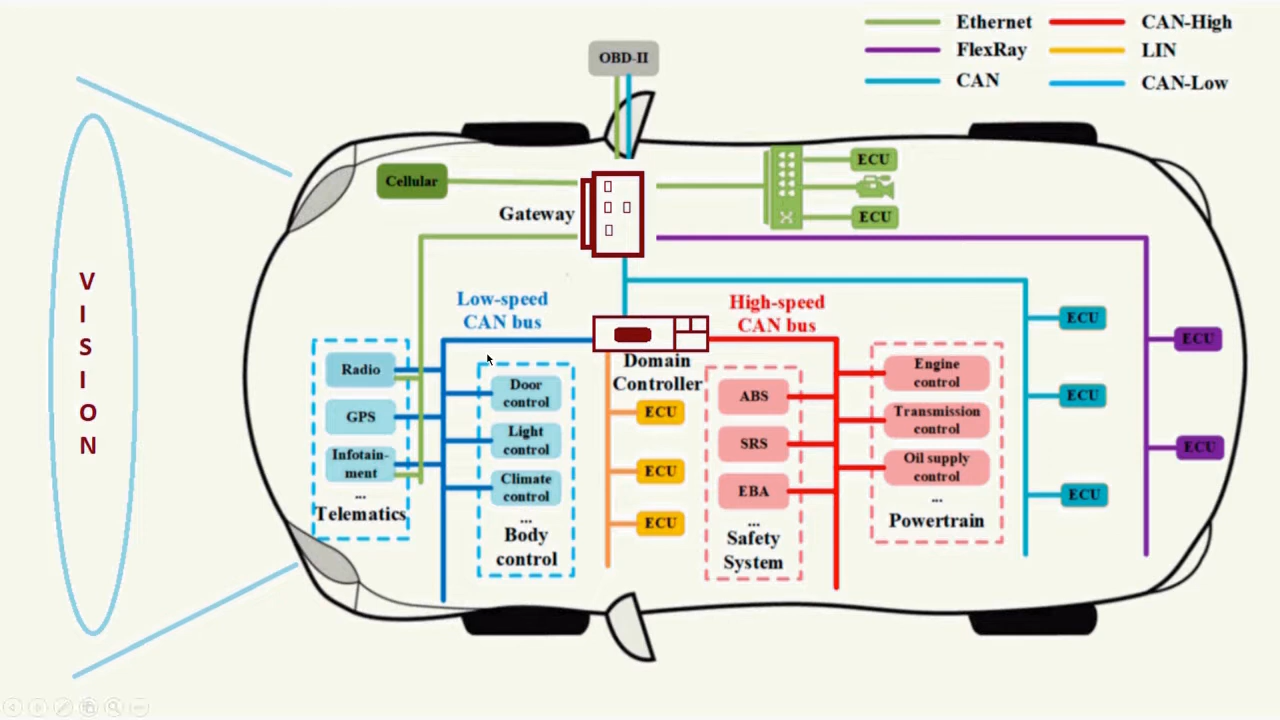 Ethernet
CAN-High
FlexRay
LIN
CAN
CAN-Low
OBD-II
Cellular
Gateway
ECU
ECU
VISION
Low-speed
CAN bus
High-speed
CAN bus
Domain
Controller
Radio
GPS
Infotain-
ment
...
Telematics
Door
control
Light
control
Climate
control
...
Body
control
ECU
ECU
ECU
ABS
SRS
EBA
...
Safety
System
Engine
control
Transmission
control
Oil supply
control
...
Powertrain
ECU
ECU
ECU
ECU
ECU